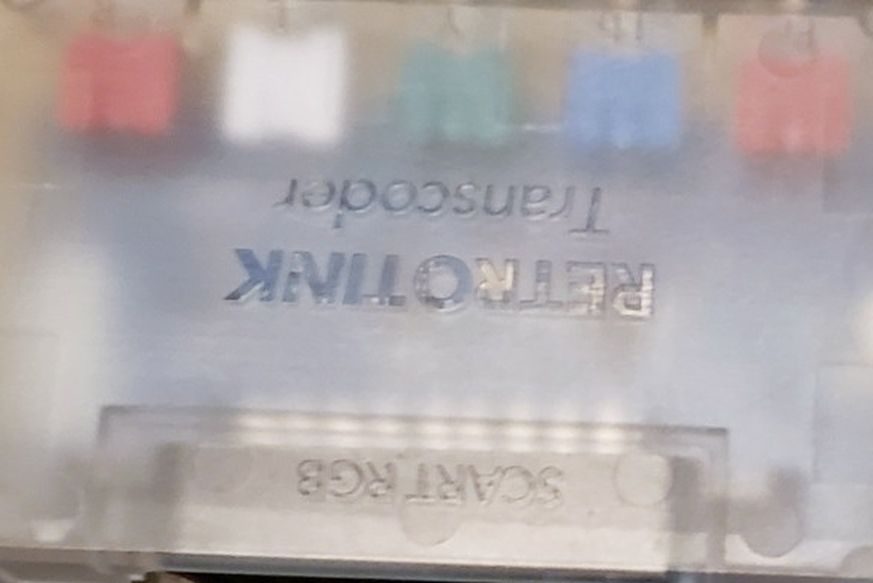 SCART RGB
RETROTINK
Transcoder